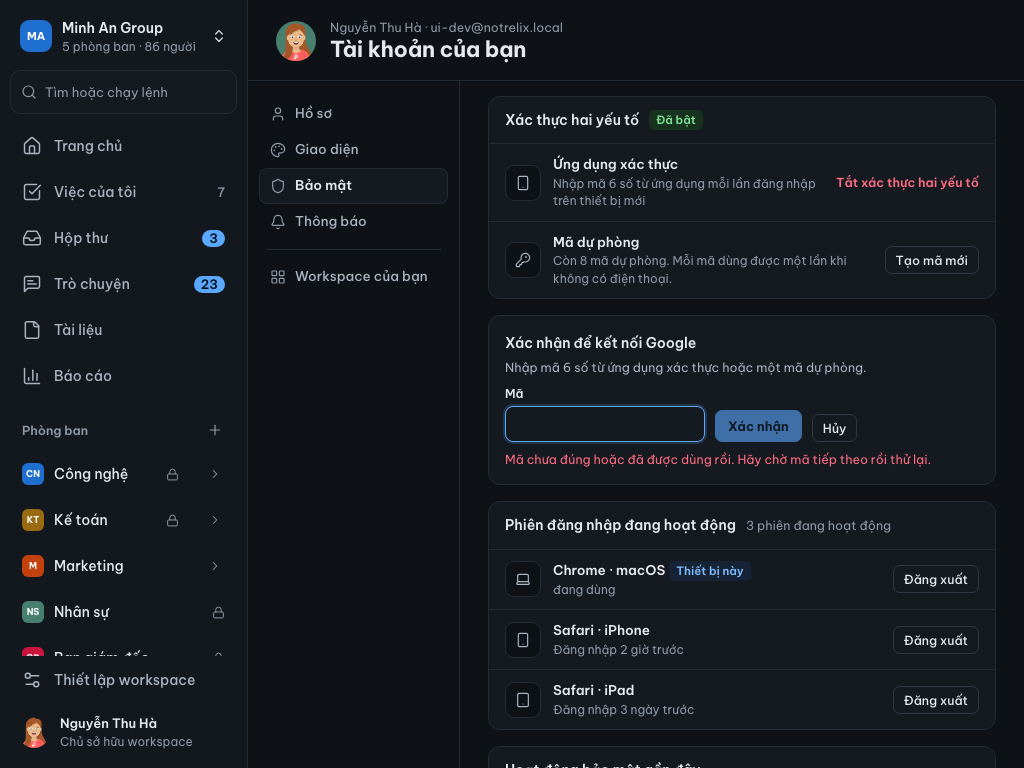 MA
Minh An Group
5 phòng ban · 86 người
Tìm hoặc chạy lệnh
Trang chủ
Việc của tôi 7
Hộp thư 3
Trò chuyện 23
Tài liệu
Báo cáo
Phòng ban
CN Công nghệ
KT Kế toán
M Marketing
NS Nhân sự
Ban giám đốc
Thiết lập workspace
Nguyễn Thu Hà
Chủ sở hữu workspace
Nguyễn Thu Hà · ui-dev@notrelix.local
Tài khoản của bạn
Hồ sơ
Giao diện
Bảo mật
Thông báo
Workspace của bạn
Xác thực hai yếu tố Đã bật
Ứng dụng xác thực
Nhập mã 6 số từ ứng dụng mỗi lần đăng nhập
trên thiết bị mới
Tắt xác thực hai yếu tố
Mã dự phòng
Còn 8 mã dự phòng. Mỗi mã dùng được một lần khi
không có điện thoại.
Tạo mã mới
Xác nhận để kết nối Google
Nhập mã 6 số từ ứng dụng xác thực hoặc một mã dự phòng.
Mã
Xác nhận Hủy
Mã chưa đúng hoặc đã được dùng rồi. Hãy chờ mã tiếp theo rồi thử lại.
Phiên đăng nhập đang hoạt động 3 phiên đang hoạt động
Chrome · macOS Thiết bị này
đang dùng
Đăng xuất
Safari · iPhone
Đăng nhập 2 giờ trước
Đăng xuất
Safari · iPad
Đăng nhập 3 ngày trước
Đăng xuất
Hoạt động bảo mật gần đây